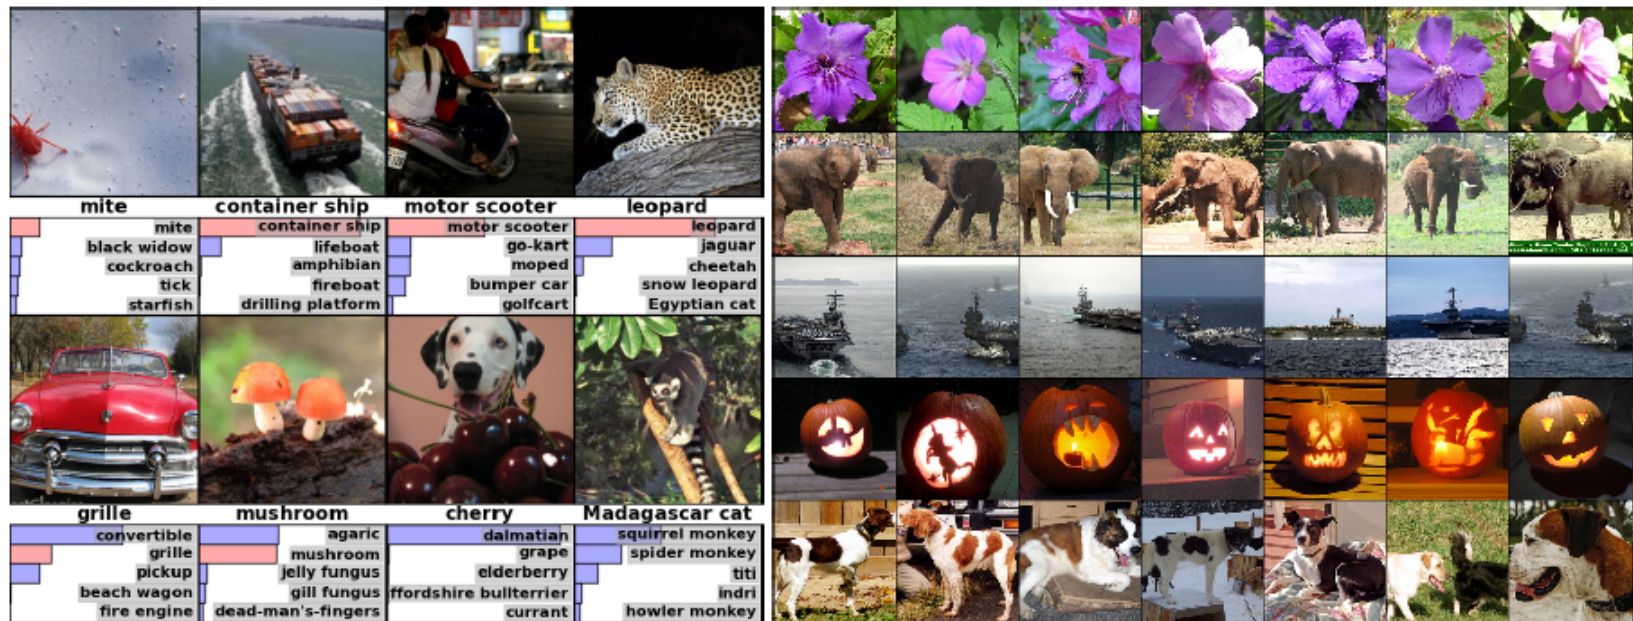 mite container ship motor scooter leopard
mite
black widow
cockroach
tick
starfish
container ship
lifeboat
amphibian
fireboat
drilling platform
motor scooter
go-kart
moped
bumper car
golfcart
leopard
jaguar
cheetah
snow leopard
Egyptian cat
grille mushroom cherry Madagascar cat
convertible
grille
pickup
beach wagon
fire engine
agaric
mushroom
jelly fungus
gill fungus
dead-man's-fingers
dalmatian
grape
elderberry
ffordshire bullterrier
currant
squirrel monkey
spider monkey
titi
indri
howler monkey